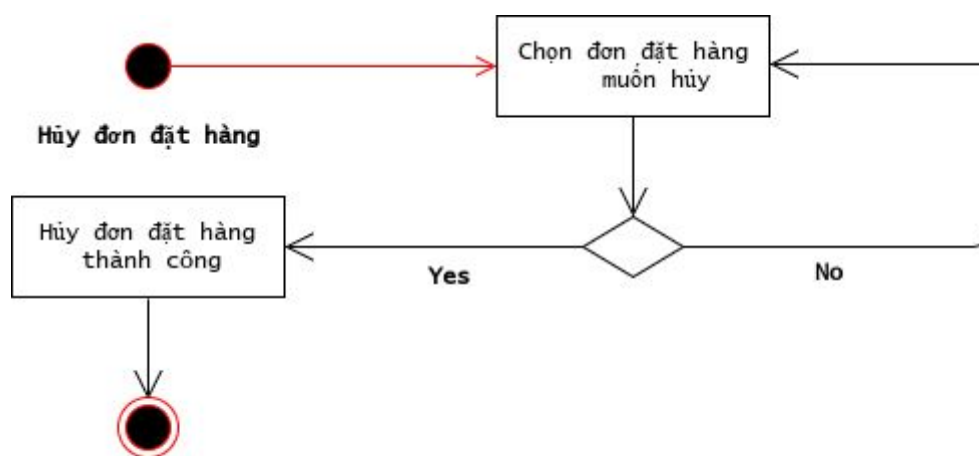 Chọn đơn đặt hàng
muốn hủy
Hủy đơn đặt hàng
Hủy đơn đặt hàng
thành công
Yes
No